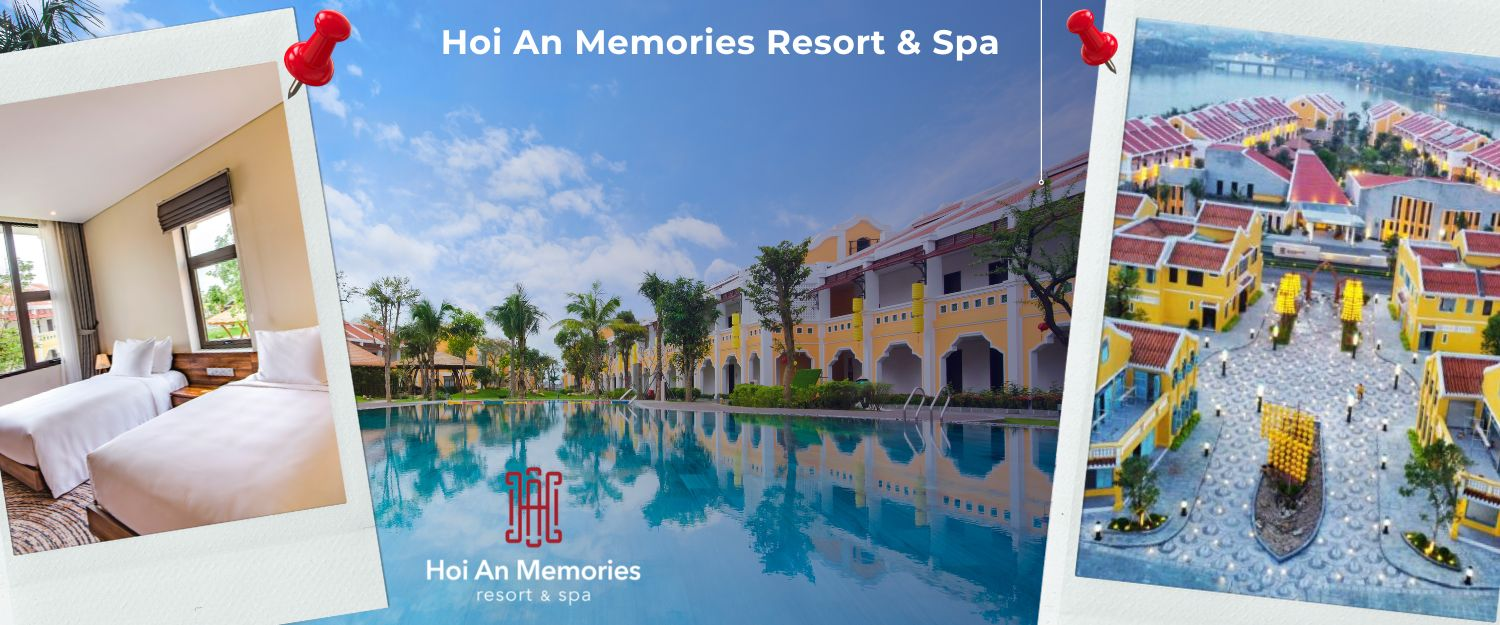 Hoi An Memories Resort & Spa
Hoi An Memories
resort & spa